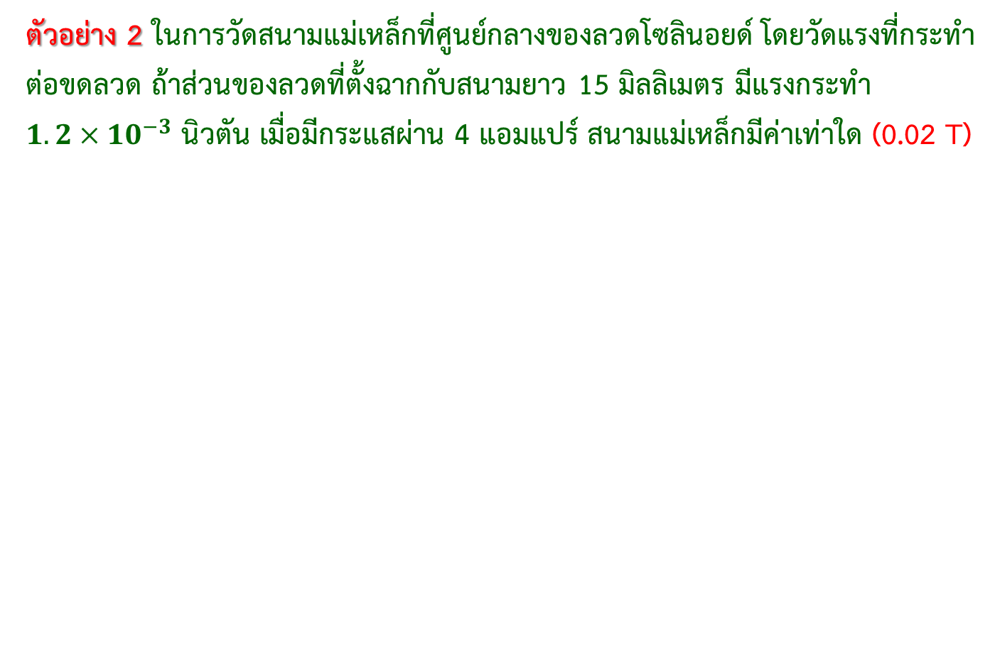 ตัวอย่าง 2 ในการวัดสนามแม่เหล็กที่ศูนย์กลางของลวดโซลินอยด์ โดยวัดแรงที่กระทำ
ต่อขดลวด ถ้าส่วนของลวดที่ตั้งฉากกับสนามยาว 15 มิลลิเมตร มีแรงกระทำ
1.2 × 10⁻³ นิวตัน เมื่อมีกระแสผ่าน 4 แอมแปร์ สนามแม่เหล็กมีค่าเท่าใด (0.02 T)